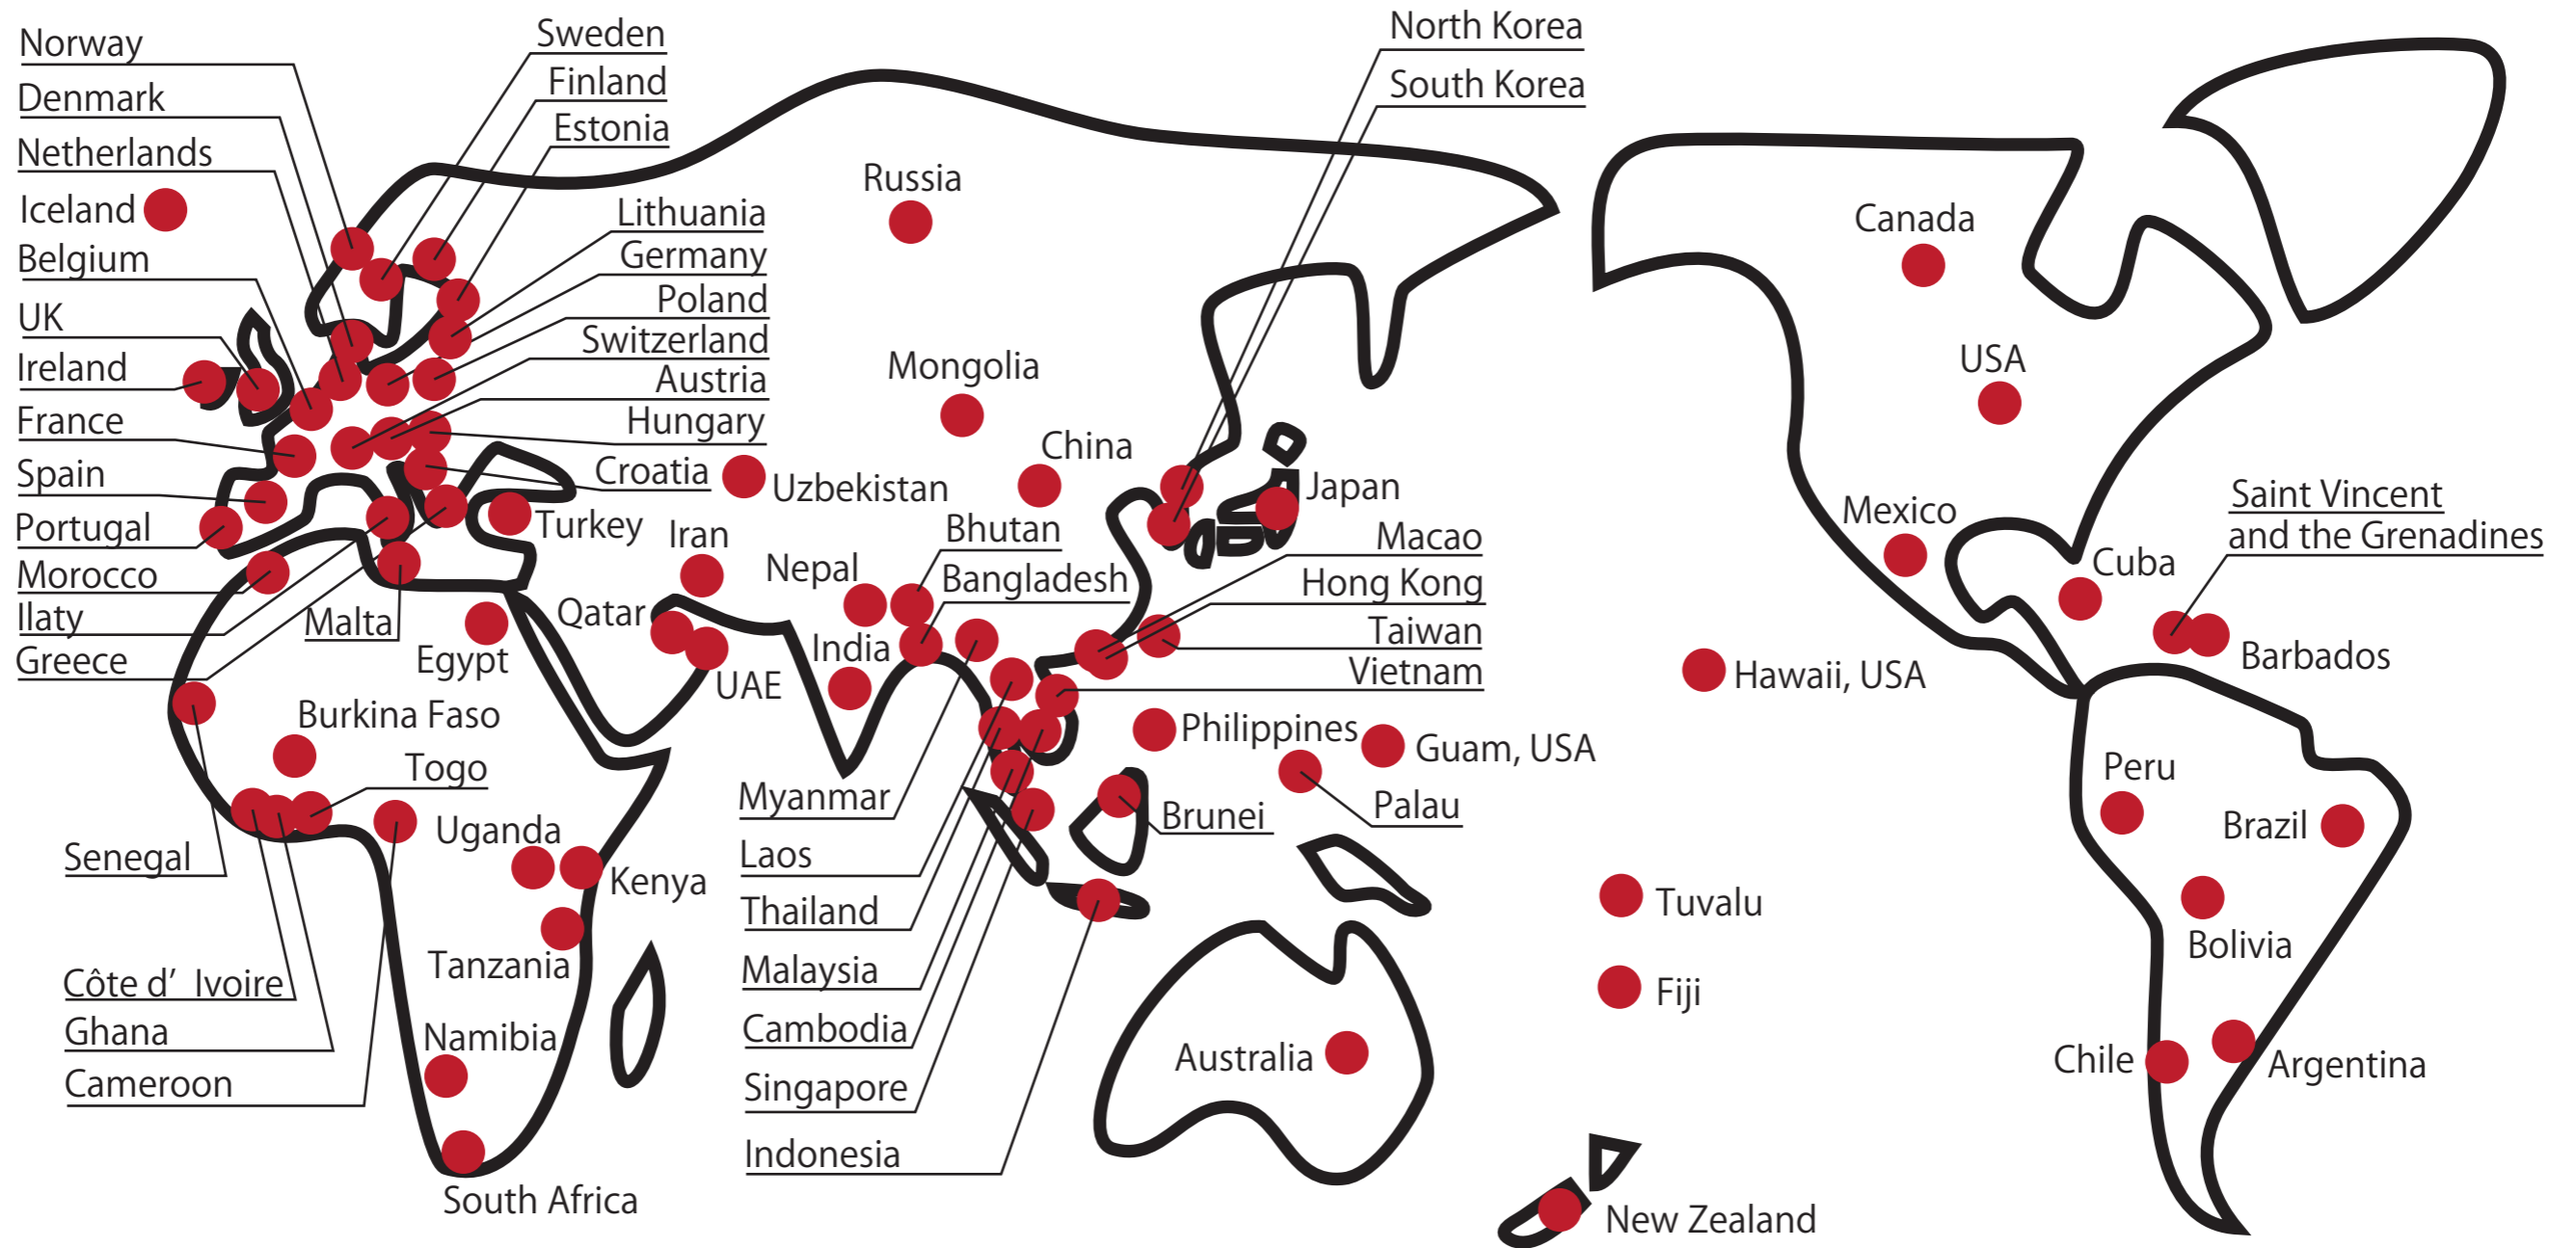 Norway
Denmark
Netherlands
Iceland
Belgium
UK
Ireland
France
Spain
Portugal
Morocco
Ilaty
Greece
Sweden
Finland
Estonia
Lithuania
Germany
Poland
Switzerland
Austria
Hungary
Croatia
Turkey
Malta
Egypt
Burkina Faso
Togo
Senegal
Côte d’ Ivoire
Ghana
Cameroon
Uganda
Kenya
Tanzania
Namibia
South Africa
Russia
Mongolia
China
Uzbekistan
Iran
Qatar
UAE
Nepal
Bhutan
Bangladesh
India
Myanmar
Laos
Thailand
Malaysia
Cambodia
Singapore
Indonesia
North Korea
South Korea
Japan
Macao
Hong Kong
Taiwan
Vietnam
Philippines
Guam, USA
Palau
Brunei
Australia
New Zealand
Tuvalu
Fiji
Hawaii, USA
Canada
USA
Mexico
Cuba
Saint Vincent
and the Grenadines
Barbados
Peru
Brazil
Bolivia
Chile
Argentina